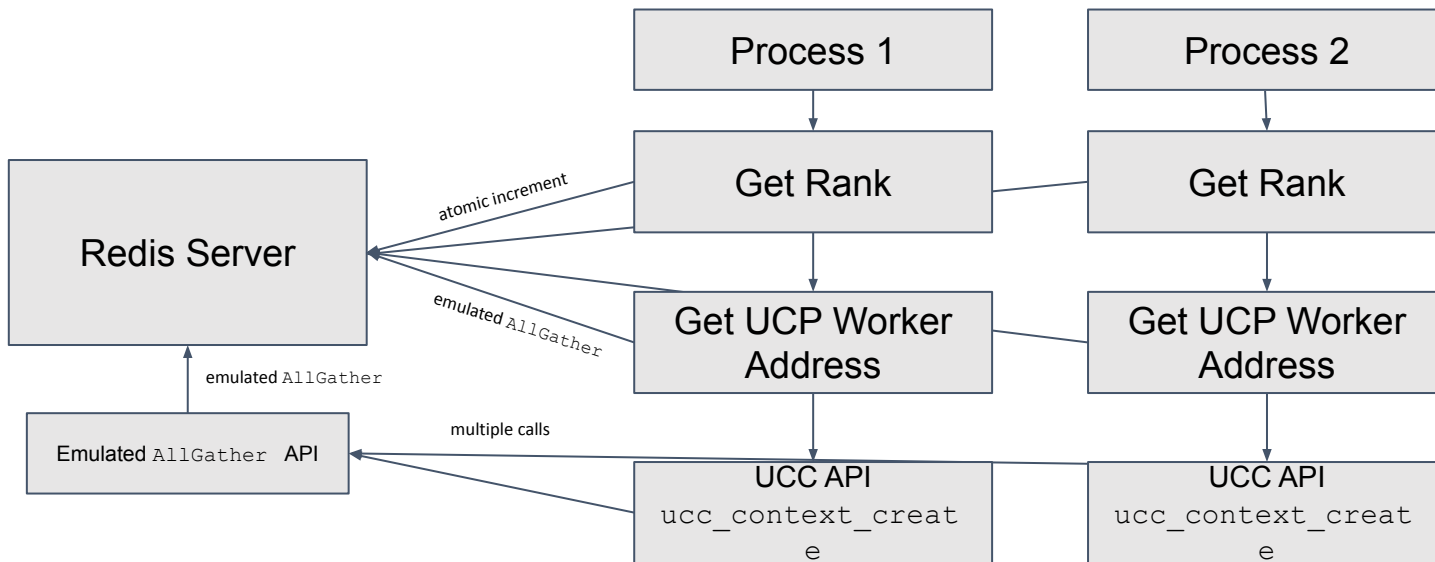 Process 1
Process 2
Get Rank
Get Rank
atomic increment
Redis Server
emulated AllGather
Get UCP Worker
Address
Get UCP Worker
Address
emulated AllGather
multiple calls
Emulated AllGather API
UCC API
ucc_context_creat
e
UCC API
ucc_context_creat
e